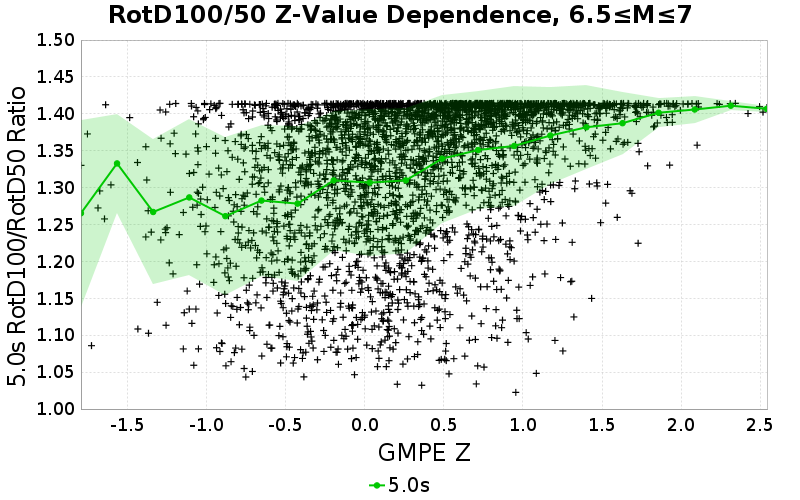 RotD100/50 Z-Value Dependence, 6.5≤M≤7
5.0s RotD100/RotD50 Ratio
1.50
1.45
1.40
1.35
1.30
1.25
1.20
1.15
1.10
1.05
1.00
-1.5 -1.0 -0.5 0.0 0.5 1.0 1.5 2.0 2.5
GMPE Z
5.0s